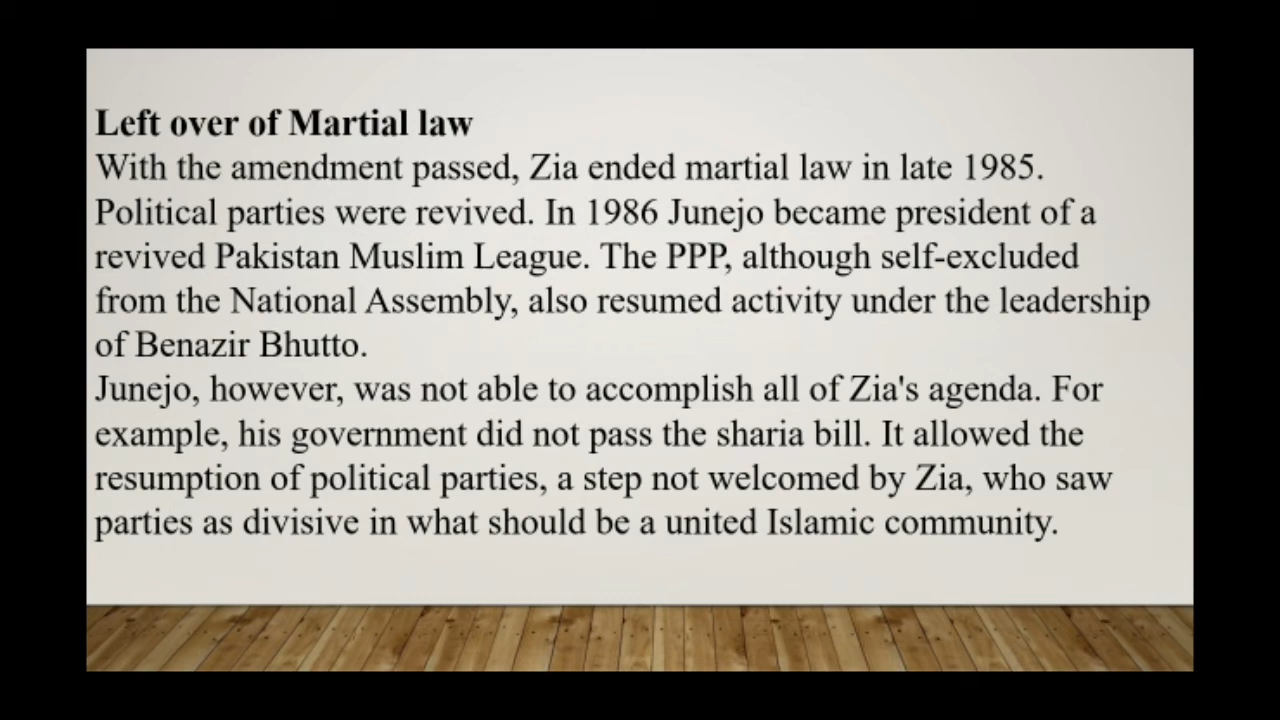 Left over of Martial law
With the amendment passed, Zia ended martial law in late 1985.
Political parties were revived. In 1986 Junejo became president of a
revived Pakistan Muslim League. The PPP, although self-excluded
from the National Assembly, also resumed activity under the leadership
of Benazir Bhutto.
Junejo, however, was not able to accomplish all of Zia's agenda. For
example, his government did not pass the sharia bill. It allowed the
resumption of political parties, a step not welcomed by Zia, who saw
parties as divisive in what should be a united Islamic community.